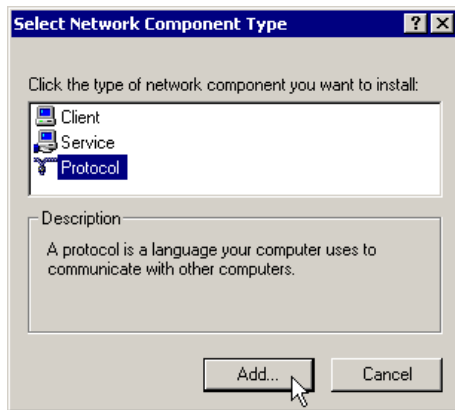 Select Network Component Type
Click the type of network component you want to install:
Client
Service
Protocol
Description
A protocol is a language your computer uses to
communicate with other computers.
Add... Cancel